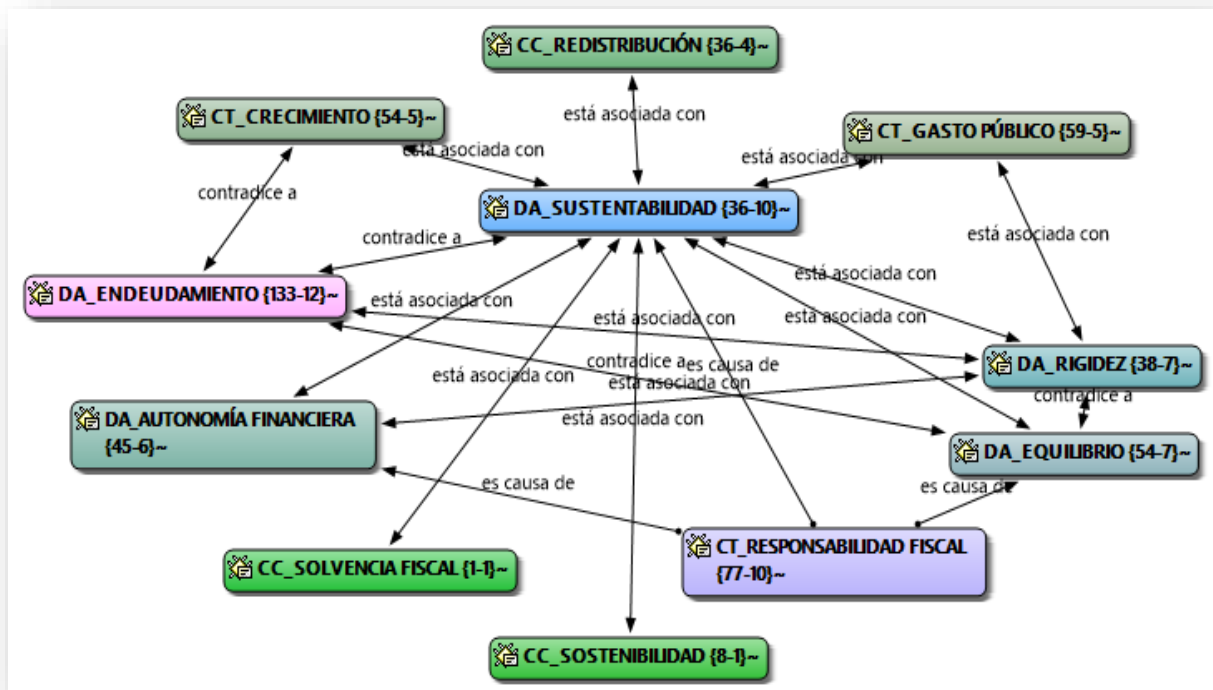 CC_REDISTRIBUCIÓN {36-4}~
CT_CRECIMIENTO {54-5}~
está asociada con
CT_GASTO PÚBLICO {59-5}~
está asociada con
está asociada con
contradice a
DA_SUSTENTABILIDAD {36-10}~
contradice a
está asociada con
DA_ENDEUDAMIENTO {133-12}~
está asociada con
está asociada con
está asociada con
está asociada con
contradice a
es causa de
DA_RIGIDEZ {38-7}~
está asociada con
está asociada con
contradice a
DA_AUTONOMÍA FINANCIERA
{45-6}~
está asociada con
DA_EQUILIBRIO {54-7}~
es causa de
es causa de
CT_RESPONSABILIDAD FISCAL
{77-10}~
CC_SOLVENCIA FISCAL {1-1}~
CC_SOSTENIBILIDAD {8-1}~